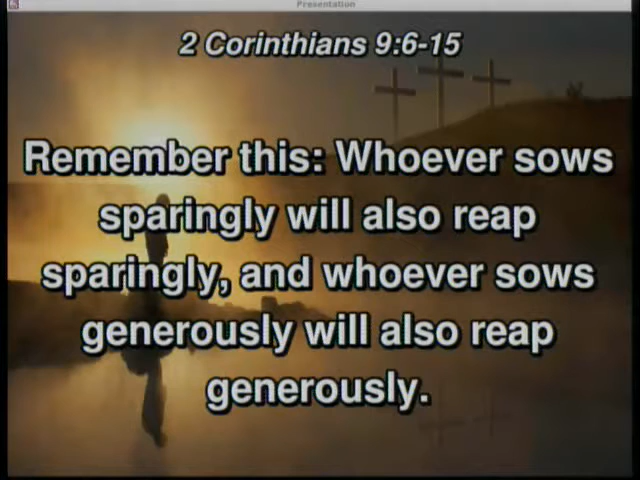 Presentation
2 Corinthians 9:6-15
Remember this: Whoever sows
sparingly will also reap
sparingly, and whoever sows
generously will also reap
generously.